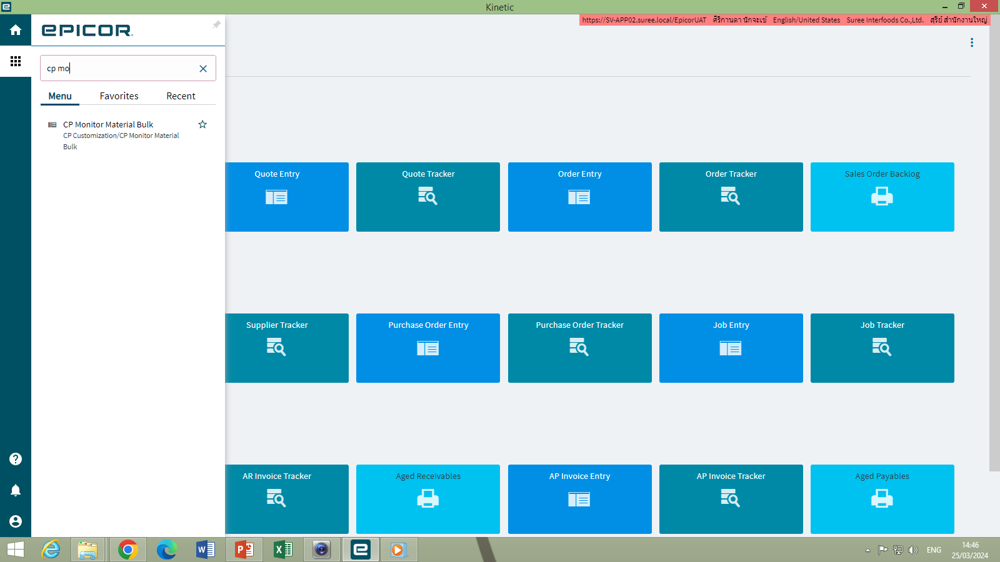 Kinetic
https://SV-APP02.suree.local/EpicorUAT ศิริกานดา นักจะเข้ English/United States Suree Interfoods Co.,Ltd. สุรีย์ สำนักงานใหญ่
EPICOR
cp mo
Menu Favorites Recent
CP Monitor Material Bulk
CP Customization/CP Monitor Material
Bulk
Quote Entry Quote Tracker Order Entry Order Tracker Sales Order Backlog
Supplier Tracker Purchase Order Entry Purchase Order Tracker Job Entry Job Tracker
AR Invoice Tracker Aged Receivables AP Invoice Entry AP Invoice Tracker Aged Payables
ENG
14:46
25/03/2024